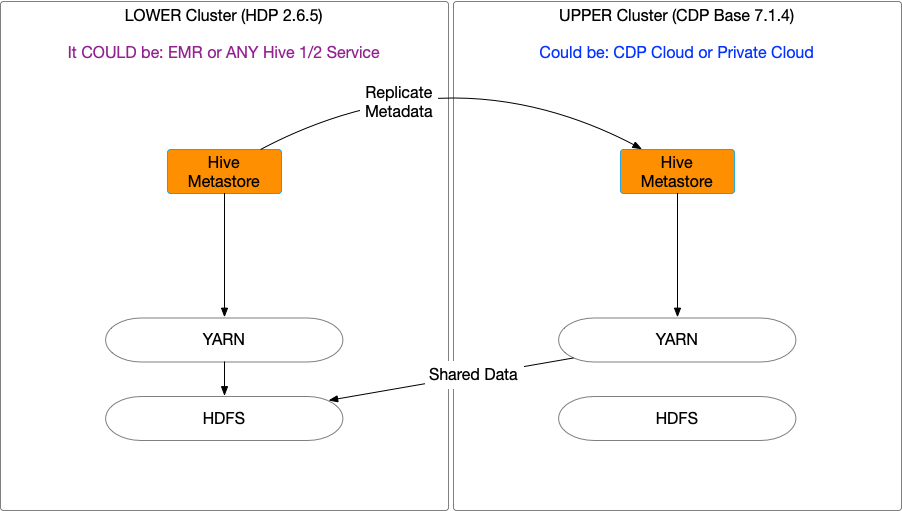 LOWER Cluster (HDP 2.6.5)
It COULD be: EMR or ANY Hive 1/2 Service
UPPER Cluster (CDP Base 7.1.4)
Could be: CDP Cloud or Private Cloud
Replicate
Metadata
Hive
Metastore
Hive
Metastore
YARN
YARN
Shared Data
HDFS
HDFS